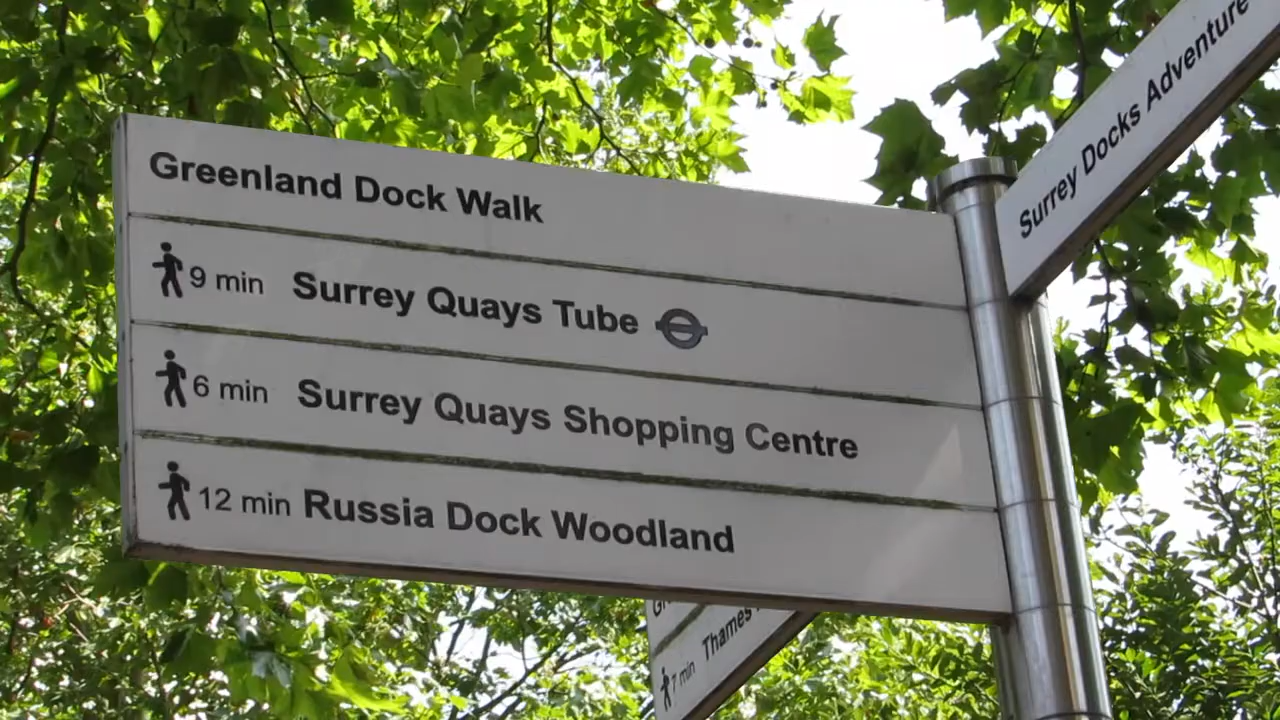 Greenland Dock Walk
9 min Surrey Quays Tube
6 min Surrey Quays Shopping Centre
12 min Russia Dock Woodland
Surrey Docks Adventure
7 min Thames